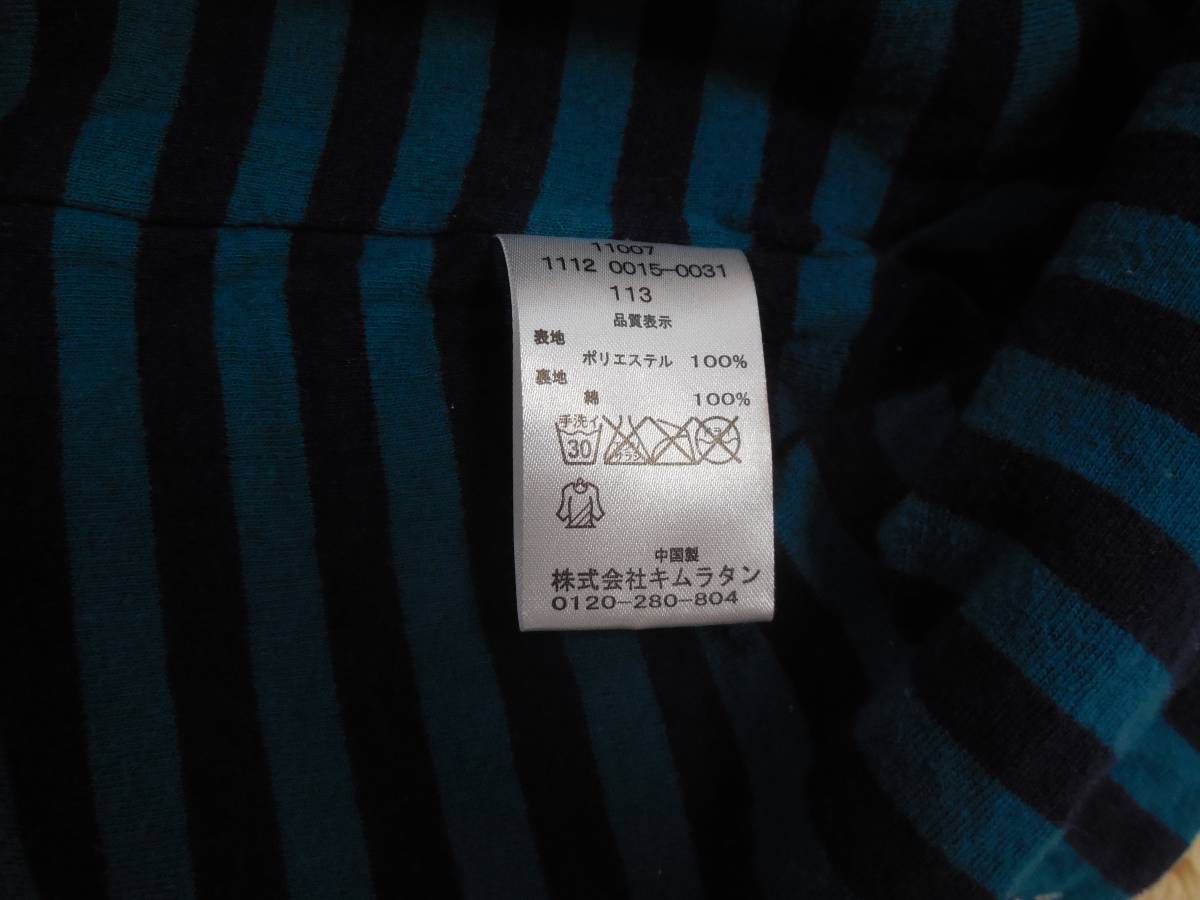 11007
1112 0015-0031
113
品質表示
表地
ポリエステル 100%
裏地
綿 100%
手洗イ
30
中国製
株式会社キムラタン
0120-280-804